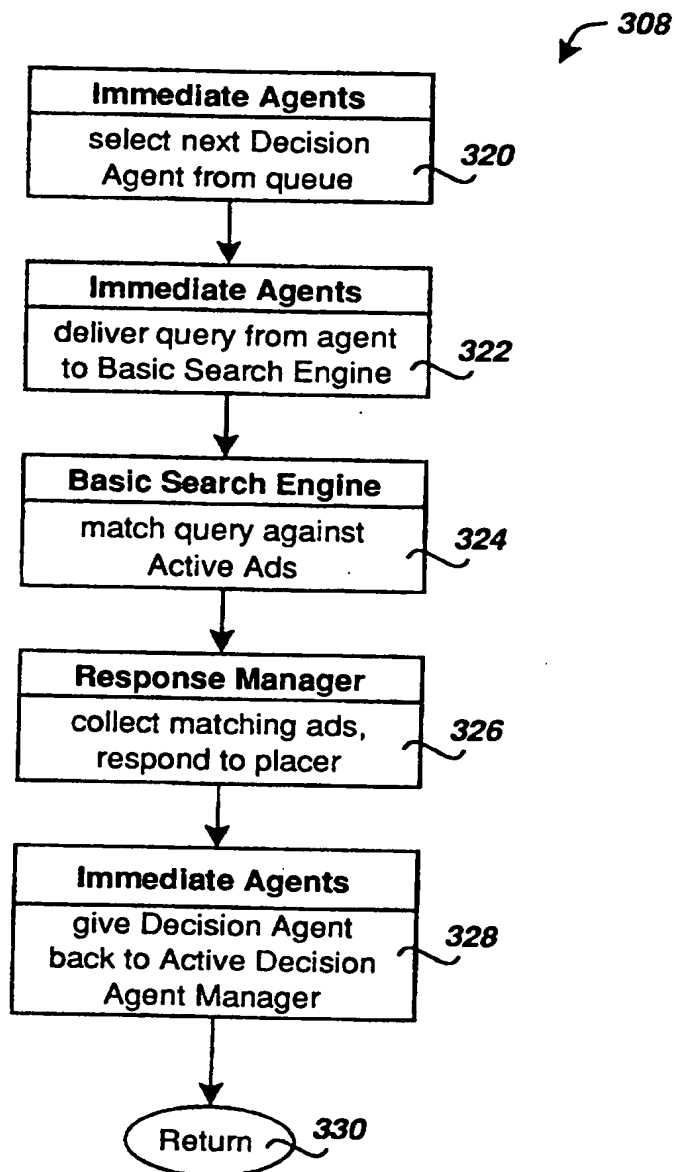 308
Immediate Agents
select next Decision
Agent from queue
320
Immediate Agents
deliver query from agent
to Basic Search Engine
322
Basic Search Engine
match query against
Active Ads
324
Response Manager
collect matching ads,
respond to placer
326
Immediate Agents
give Decision Agent
back to Active Decision
Agent Manager
328
Return
330